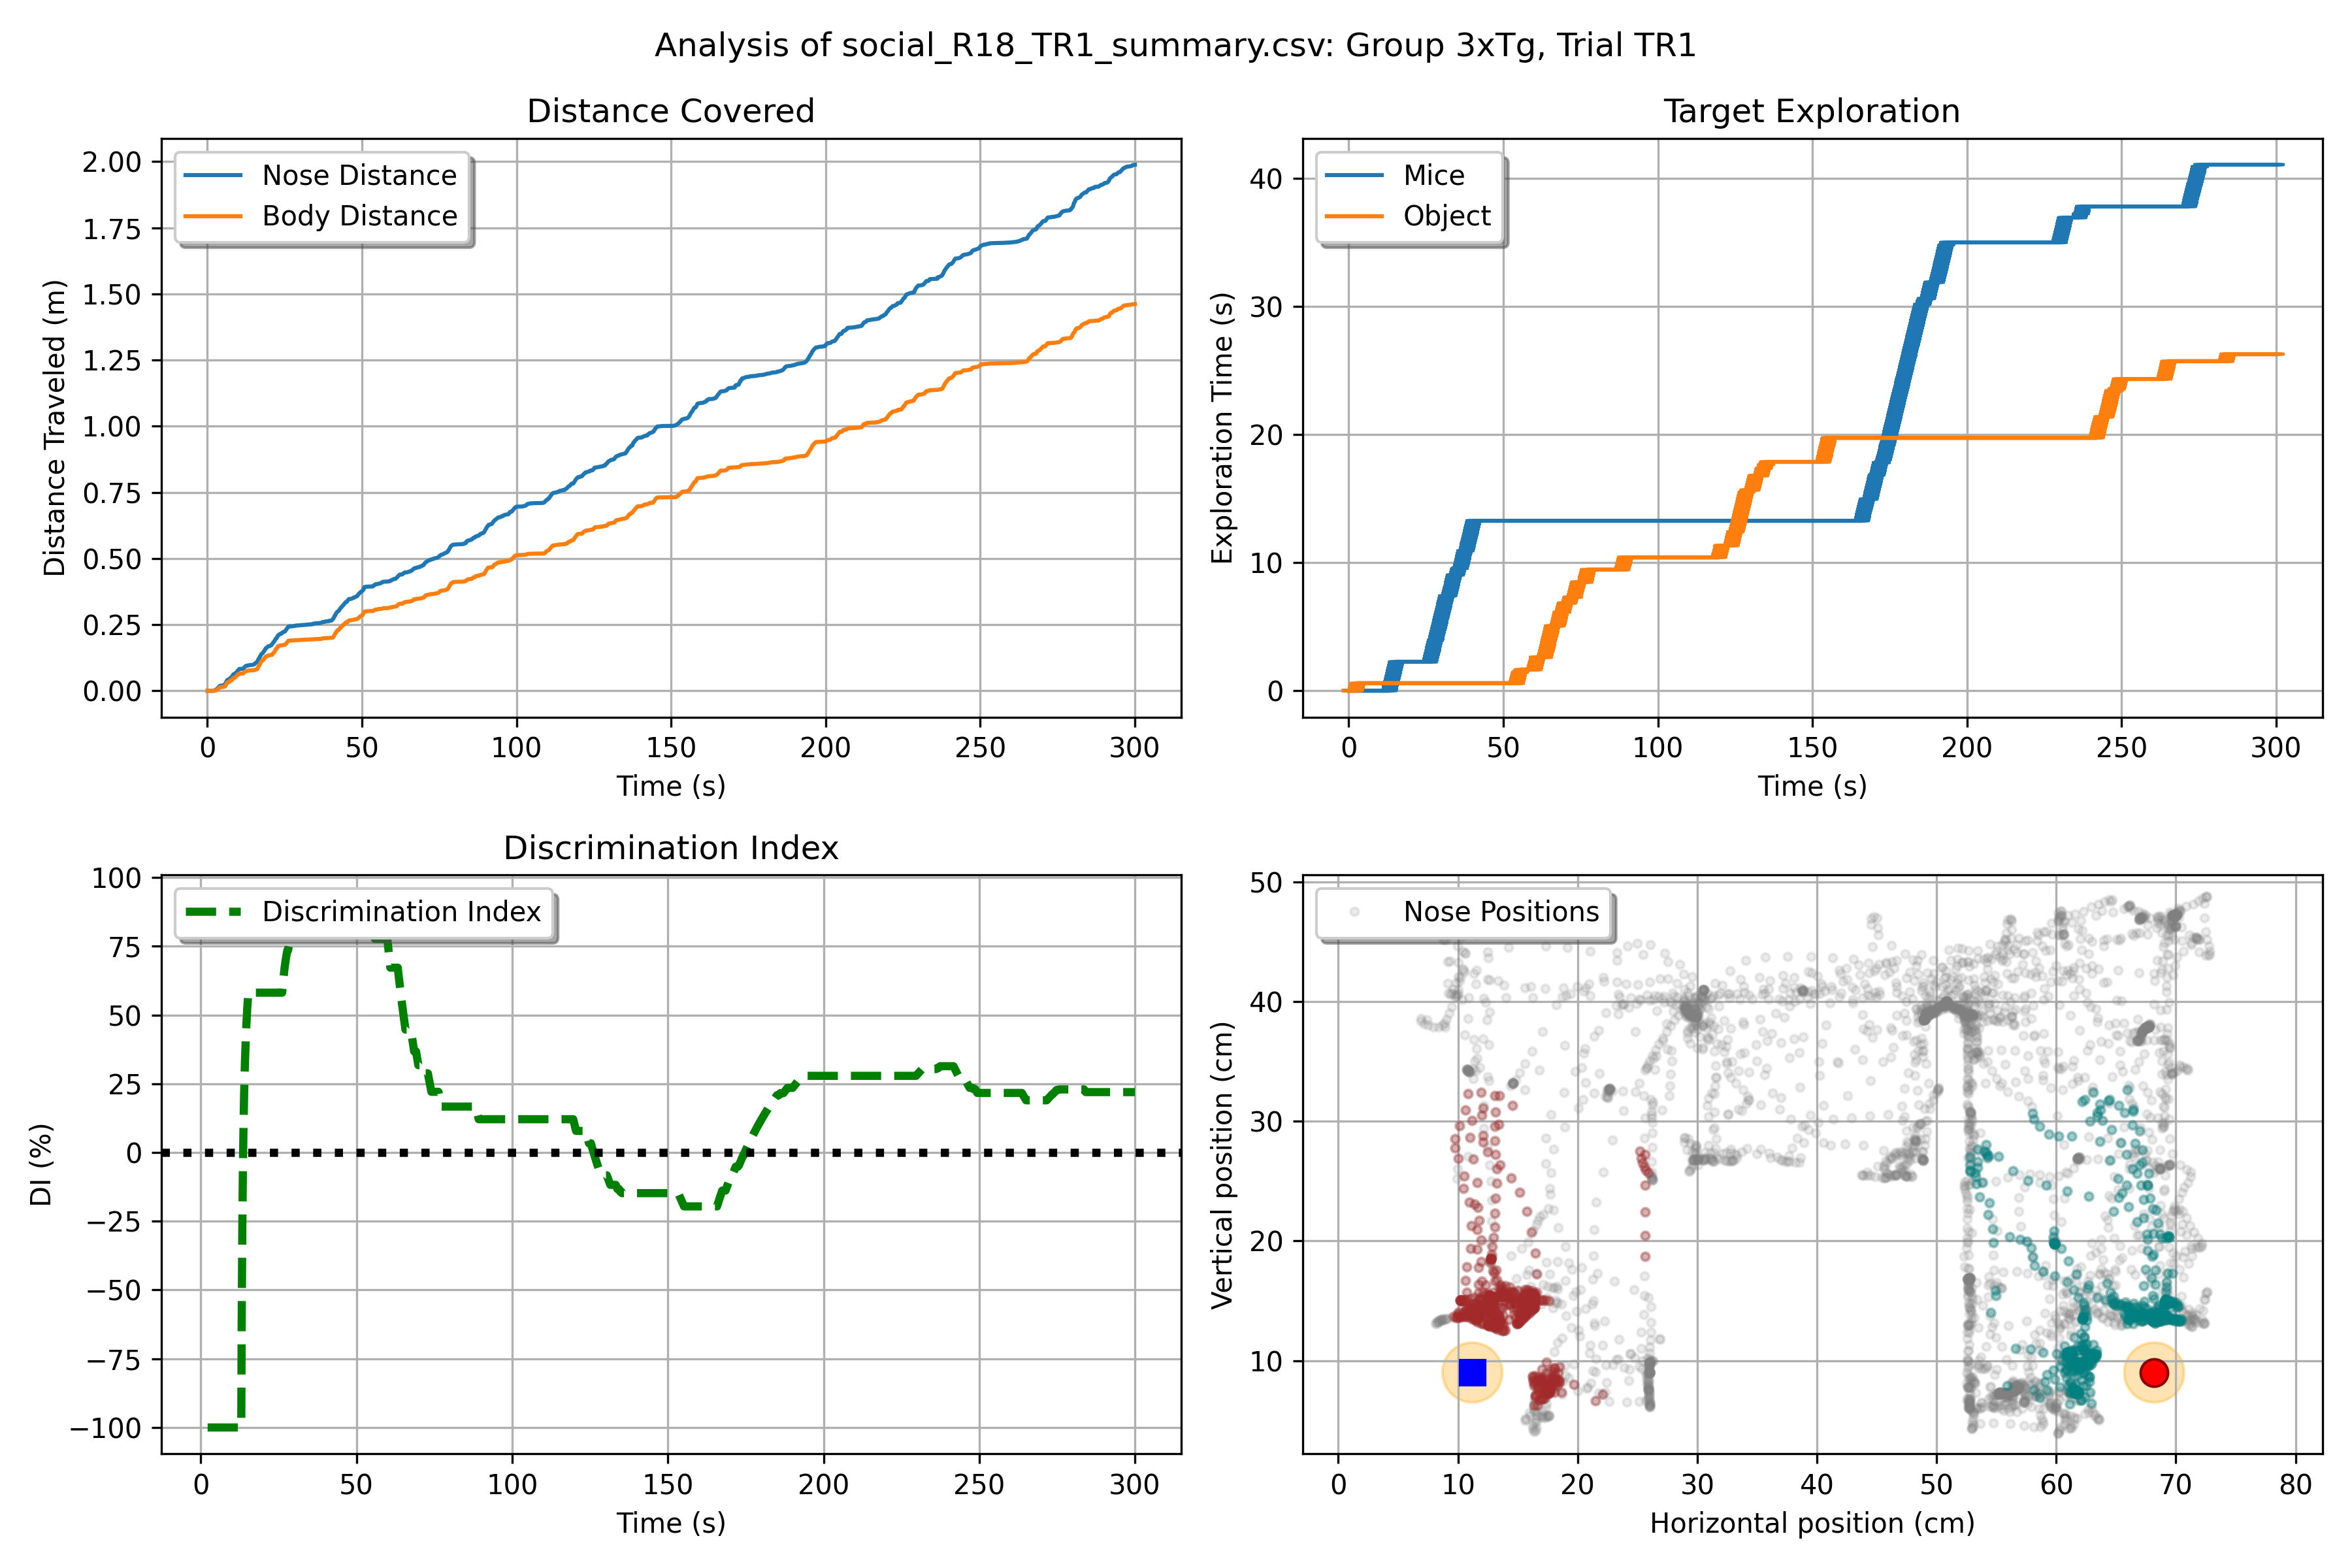 Analysis of social_R18_TR1_summary.csv: Group 3xTg, Trial TR1
Distance Covered
Nose Distance
Body Distance
2.00
1.75
1.50
1.25
1.00
0.75
0.50
0.25
0.00
Distance Traveled (m)
0 50 100 150 200 250 300
Time (s)
Target Exploration
Mice
Object
40
30
20
10
0
Exploration Time (s)
0 50 100 150 200 250 300
Time (s)
Discrimination Index
Discrimination Index
100
75
50
25
0
−25
−50
−75
−100
DI (%)
0 50 100 150 200 250 300
Time (s)
Nose Positions
50
40
30
20
10
Vertical position (cm)
0 10 20 30 40 50 60 70 80
Horizontal position (cm)